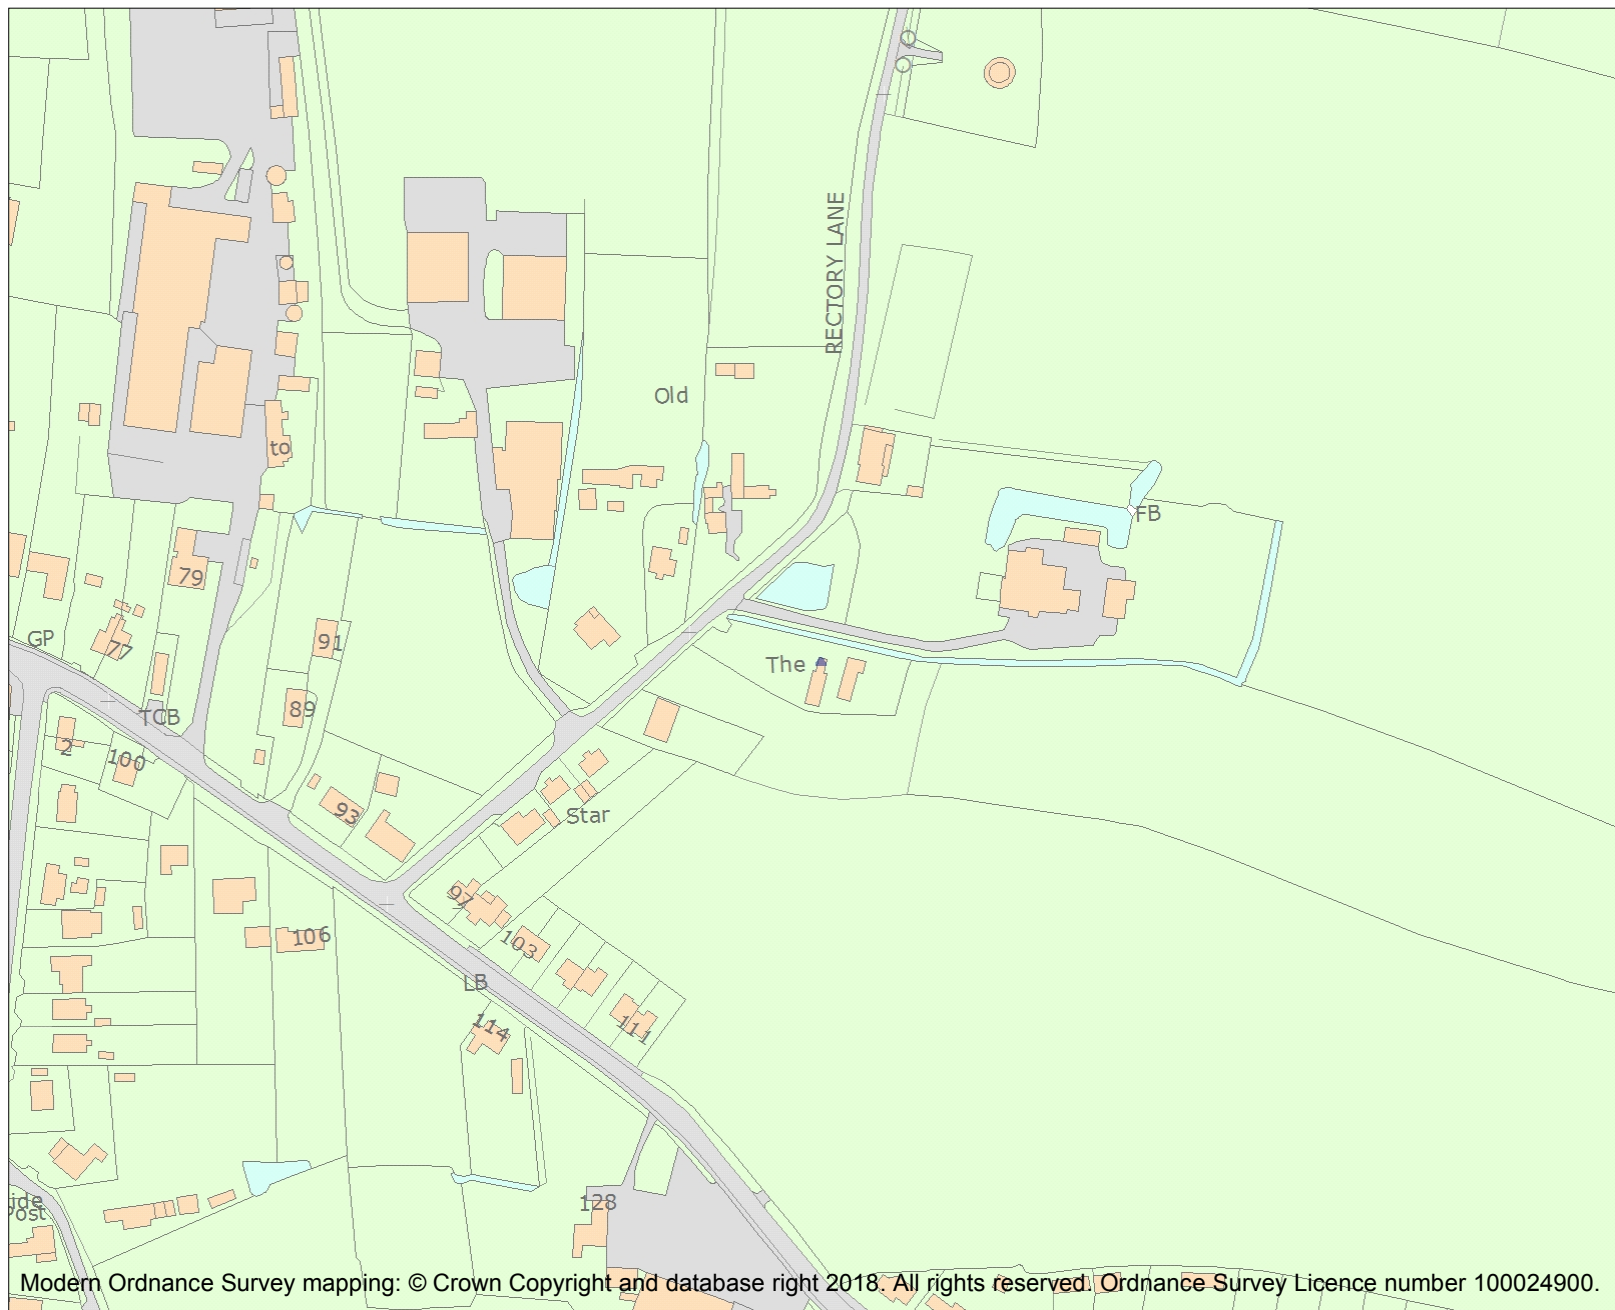 RECTORY LANE
Old
to
FB
79
GP
91
77
The
89
TCB
2
100
93
Star
97
103
106
LB
114
111
128
ide
Post
Modern Ordnance Survey mapping: © Crown Copyright and database right 2018. All rights reserved. Ordnance Survey Licence number 100024900.